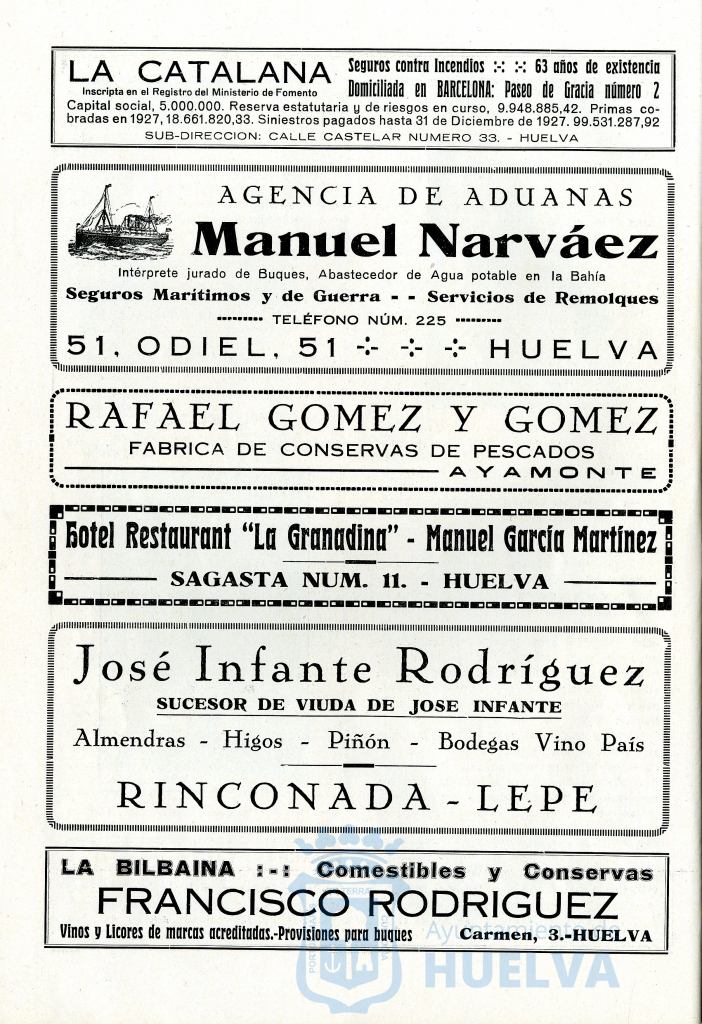 LA CATALANA
Inscripta en el Registro del Ministerio de Fomento
Seguros contra Incendios :-: :-: 63 años de existencia
Domiciliada en BARCELONA: Paseo de Gracia número 2
Capital social, 5.000.000. Reserva estatutaria y de riesgos en curso, 9.948.885,42. Primas co-
bradas en 1927, 18.661.820,33. Siniestros pagados hasta 31 de Diciembre de 1927. 99.531.287,92
SUB-DIRECCION: CALLE CASTELAR NUMERO 33. - HUELVA
AGENCIA DE ADUANAS
Manuel Narváez
Intérprete jurado de Buques, Abastecedor de Agua potable en la Bahía
Seguros Marítimos y de Guerra - - Servicios de Remolques
TELÉFONO NÚM. 225
51, ODIEL, 51 -:- -:- -:- HUELVA
RAFAEL GOMEZ Y GOMEZ
FABRICA DE CONSERVAS DE PESCADOS
AYAMONTE
Hotel Restaurant "La Granadina" - Manuel García Martínez
SAGASTA NUM. 11. - HUELVA
José Infante Rodríguez
SUCESOR DE VIUDA DE JOSE INFANTE
Almendras - Higos - Piñón - Bodegas Vino País
RINCONADA - LEPE
LA BILBAINA :-: Comestibles y Conservas
FRANCISCO RODRIGUEZ
Vinos y Licores de marcas acreditadas.-Provisiones para buques Carmen, 3.-HUELVA
Ayuntamiento de
HUELVA